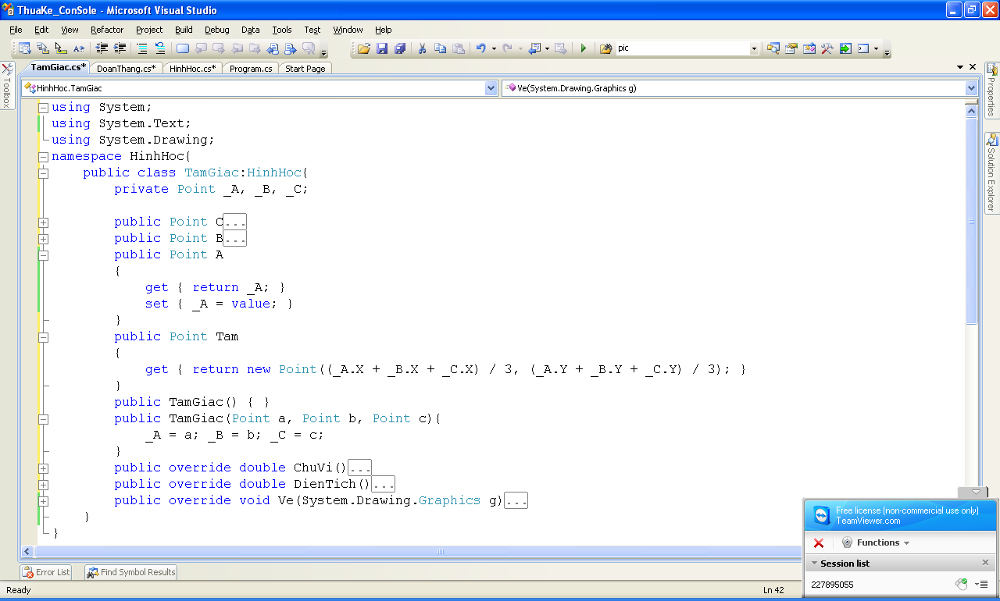 ThuaKe_ConSole - Microsoft Visual Studio
File Edit View Refactor Project Build Debug Data Tools Test Window Help
pic
TamGiac.cs* DoanThang.cs* HinhHoc.cs* Program.cs Start Page
Toolbox
HinhHoc.TamGiac Ve(System.Drawing.Graphics g)
Properties
Solution Explorer
using System;
using System.Text;
using System.Drawing;
namespace HinhHoc{
public class TamGiac:HinhHoc{
private Point _A, _B, _C;
public Point C...
public Point B...
public Point A
{
get { return _A; }
set { _A = value; }
}
public Point Tam
{
get { return new Point((_A.X + _B.X + _C.X) / 3, (_A.Y + _B.Y + _C.Y) / 3); }
}
public TamGiac() { }
public TamGiac(Point a, Point b, Point c){
_A = a; _B = b; _C = c;
}
public override double ChuVi()...
public override double DienTich()...
public override void Ve(System.Drawing.Graphics g)...
}
}
Free license (non-commercial use only)
TeamViewer.com
Functions
Session list
227895055
Error List Find Symbol Results
Ready Ln 42